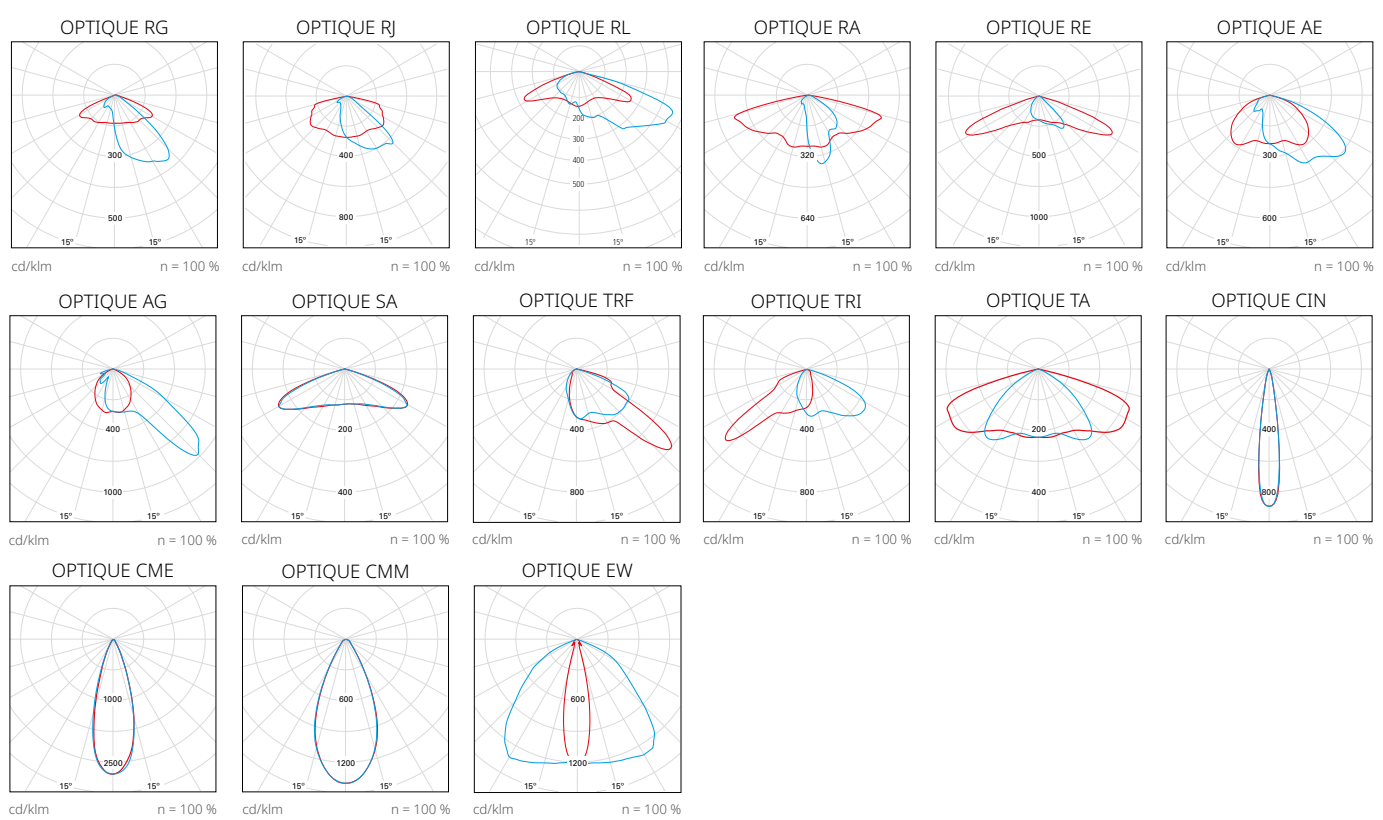 OPTIQUE RG
300
500
15° 15°
cd/klm n = 100 %
OPTIQUE RJ
400
800
15° 15°
cd/klm n = 100 %
OPTIQUE RL
200
300
400
500
15° 15°
cd/klm n = 100 %
OPTIQUE RA
320
640
15° 15°
cd/klm n = 100 %
OPTIQUE RE
500
1000
15° 15°
cd/klm n = 100 %
OPTIQUE AE
300
600
15° 15°
cd/klm n = 100 %
OPTIQUE AG
400
1000
15° 15°
cd/klm n = 100 %
OPTIQUE SA
200
400
15° 15°
cd/klm n = 100 %
OPTIQUE TRF
400
800
15° 15°
cd/klm n = 100 %
OPTIQUE TRI
400
800
15° 15°
cd/klm n = 100 %
OPTIQUE TA
200
400
15° 15°
cd/klm n = 100 %
OPTIQUE CIN
400
800
15° 15°
cd/klm n = 100 %
OPTIQUE CME
1000
2500
15° 15°
cd/klm n = 100 %
OPTIQUE CMM
600
1200
15° 15°
cd/klm n = 100 %
OPTIQUE EW
600
1200
15° 15°
cd/klm n = 100 %